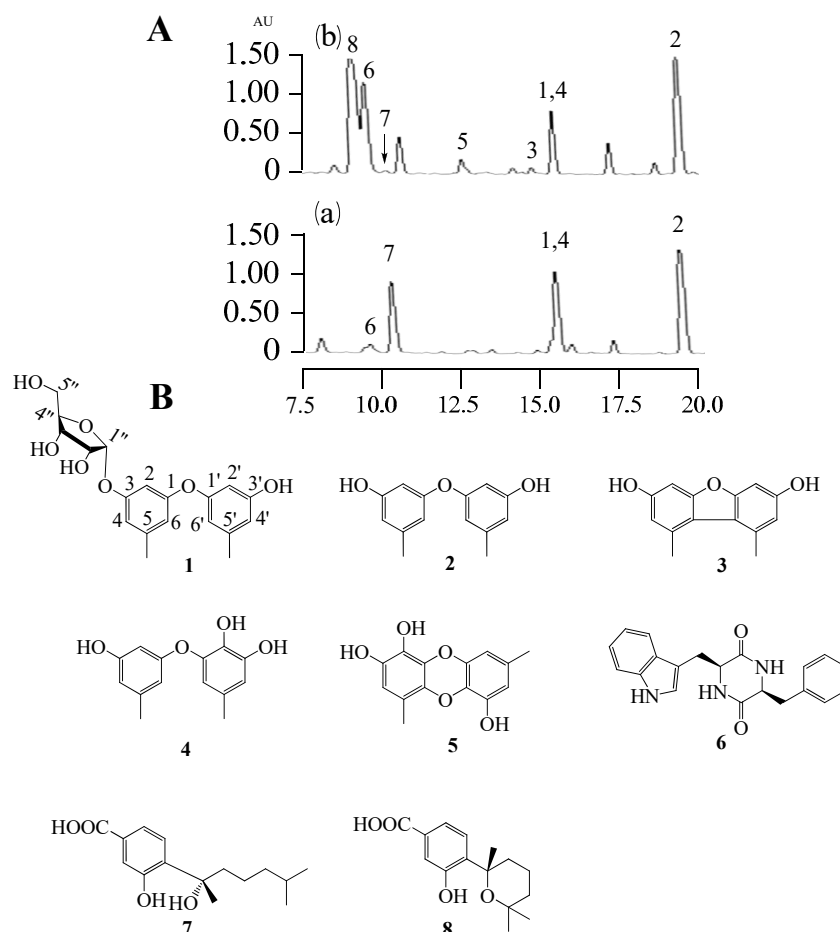 A
AU
(b)
1.50
1.00
0.50
0
8
6
7
5
3
1,4
2
(a)
1.50
1.00
0.50
0
6
7
1,4
2
7.5 10.0 12.5 15.0 17.5 20.0
B
HO 5''
4'' O 1''
HO HO
O 3 2 1 O 1' 2' 3' OH
4 5 6 6' 5' 4'
1
HO O OH
2
HO O OH
3
HO O OH OH
4
HO OH O O OH
5
O
NH
N
H
HN
O
6
HOOC
OH HO
7
HOOC
OH O
8